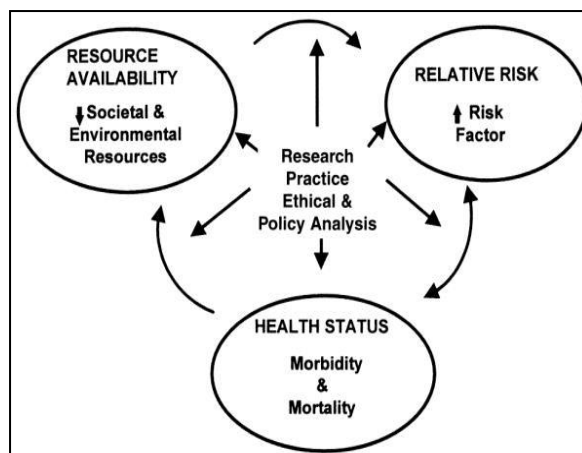 RESOURCE
AVAILABILITY
Societal &
Environmental
Resources
RELATIVE RISK
Risk
Factor
Research
Practice
Ethical &
Policy Analysis
HEALTH STATUS
Morbidity
&
Mortality